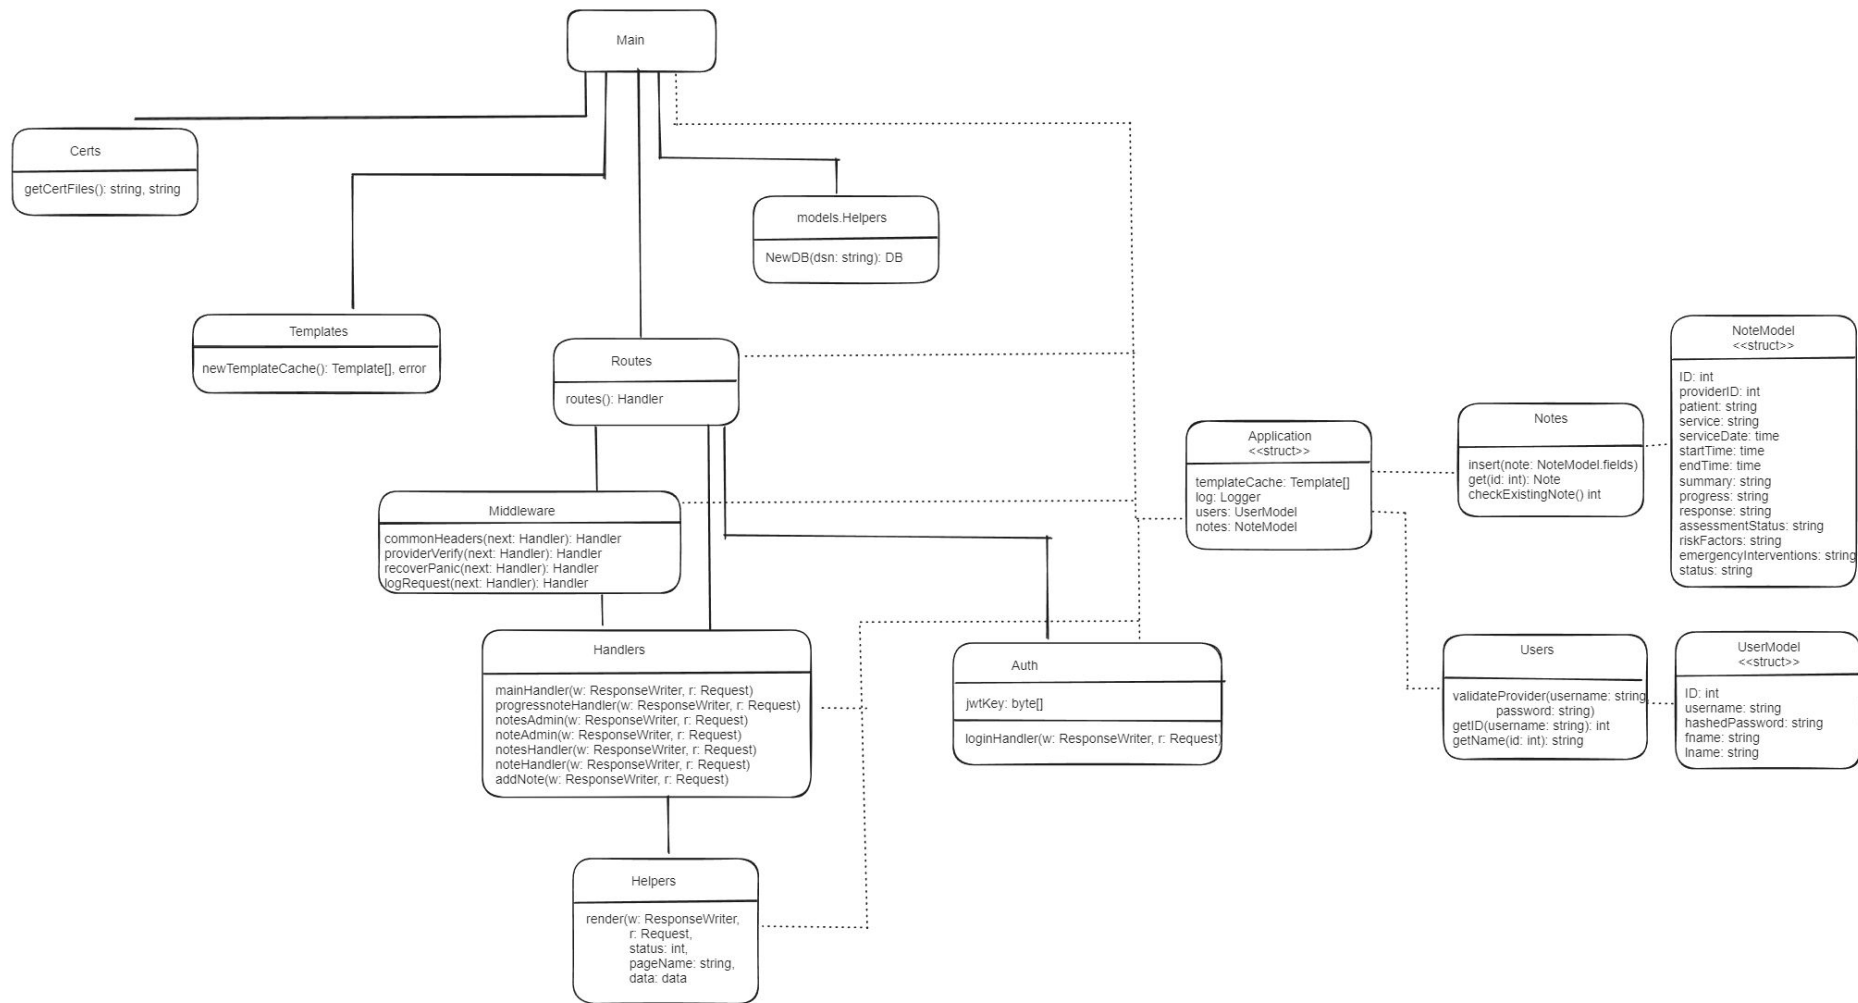 Main
Certs
getCertFiles(): string, string
models.Helpers
NewDB(dsn: string): DB
Templates
newTemplateCache(): Template[], error
Routes
routes(): Handler
Middleware
commonHeaders(next: Handler): Handler
providerVerify(next: Handler): Handler
recoverPanic(next: Handler): Handler
logRequest(next: Handler): Handler
Handlers
mainHandler(w: ResponseWriter, r: Request)
progressnoteHandler(w: ResponseWriter, r: Request)
notesAdmin(w: ResponseWriter, r: Request)
noteAdmin(w: ResponseWriter, r: Request)
notesHandler(w: ResponseWriter, r: Request)
noteHandler(w: ResponseWriter, r: Request)
addNote(w: ResponseWriter, r: Request)
Auth
jwtKey: byte[]
loginHandler(w: ResponseWriter, r: Request)
Helpers
render(w: ResponseWriter,
r: Request,
status: int,
pageName: string,
data: data
Application
<<struct>>
templateCache: Template[]
log: Logger
users: UserModel
notes: NoteModel
Notes
insert(note: NoteModel.fields)
get(id: int): Note
checkExistingNote() int
NoteModel
<<struct>>
ID: int
providerID: int
patient: string
service: string
serviceDate: time
startTime: time
endTime: time
summary: string
progress: string
response: string
assessmentStatus: string
riskFactors: string
emergencyInterventions: string
status: string
Users
validateProvider(username: string,
password: string)
getID(username: string): int
getName(id: int): string
UserModel
<<struct>>
ID: int
username: string
hashedPassword: string
fname: string
lname: string